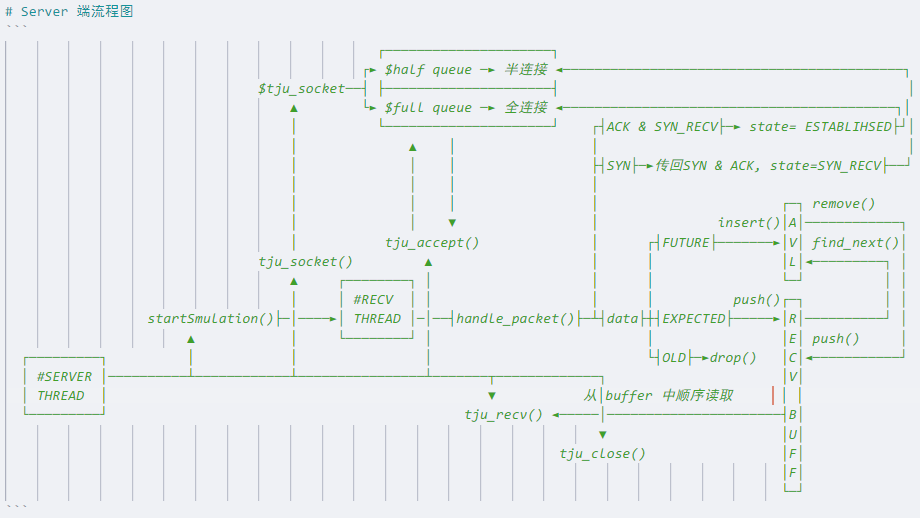 # Server 端流程图
```
$half queue → 半连接
$tju_socket
$full queue → 全连接
ACK & SYN_RECV → state= ESTABLIHSED
SYN → 传回SYN & ACK, state=SYN_RECV
remove()
insert() A
tju_accept() FUTURE V find_next()
tju_socket() L
#RECV push()
startSmulation() THREAD handle_packet() data EXPECTED R
E push()
OLD → drop() C
#SERVER V
THREAD 从 buffer 中顺序读取
tju_recv() B
U
tju_close() F
F
```